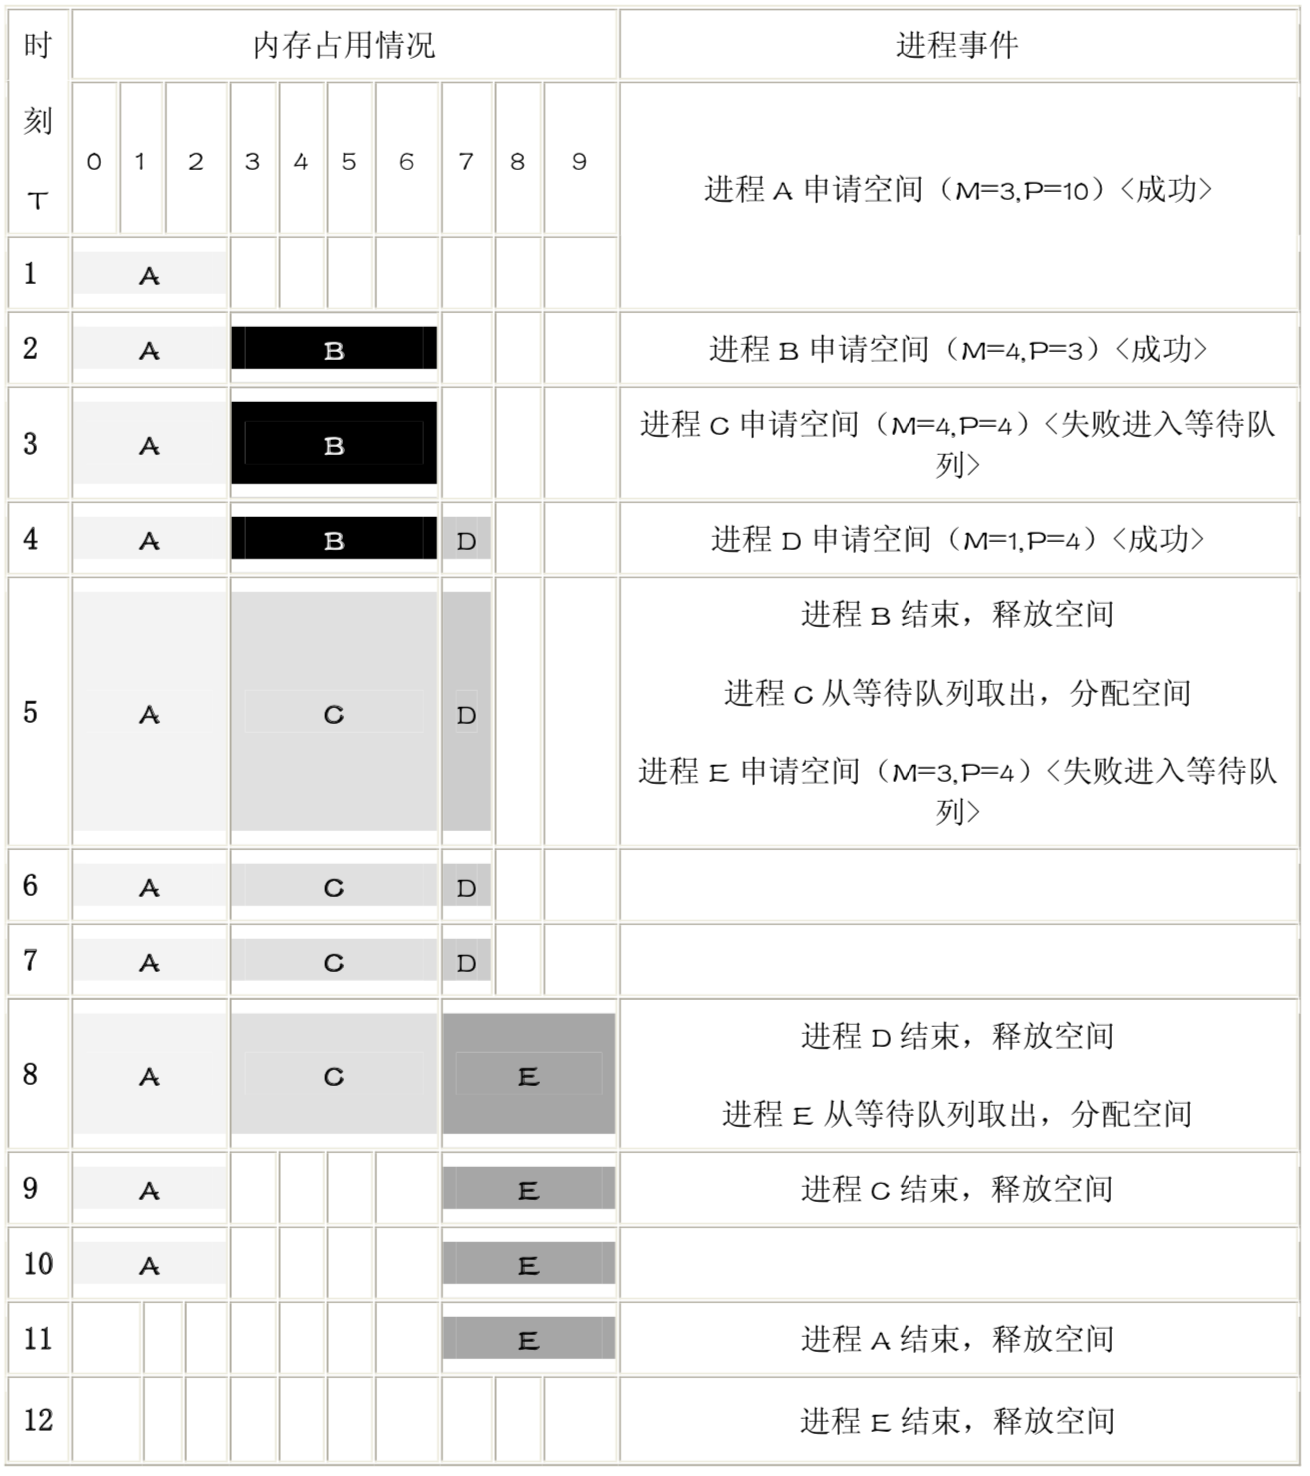 时刻T 内存占用情况 进程事件
0 1 2 3 4 5 6 7 8 9 进程 A 申请空间（M=3,P=10）<成功>
1 A
2 A B 进程 B 申请空间（M=4,P=3）<成功>
3 A B 进程 C 申请空间（M=4,P=4）<失败进入等待队
列>
4 A B D 进程 D 申请空间（M=1,P=4）<成功>
5 A C D 进程 B 结束，释放空间
进程 C 从等待队列取出，分配空间
进程 E 申请空间（M=3,P=4）<失败进入等待队
列>
6 A C D
7 A C D
8 A C E 进程 D 结束，释放空间
进程 E 从等待队列取出，分配空间
9 A E 进程 C 结束，释放空间
10 A E
11 E 进程 A 结束，释放空间
12 进程 E 结束，释放空间